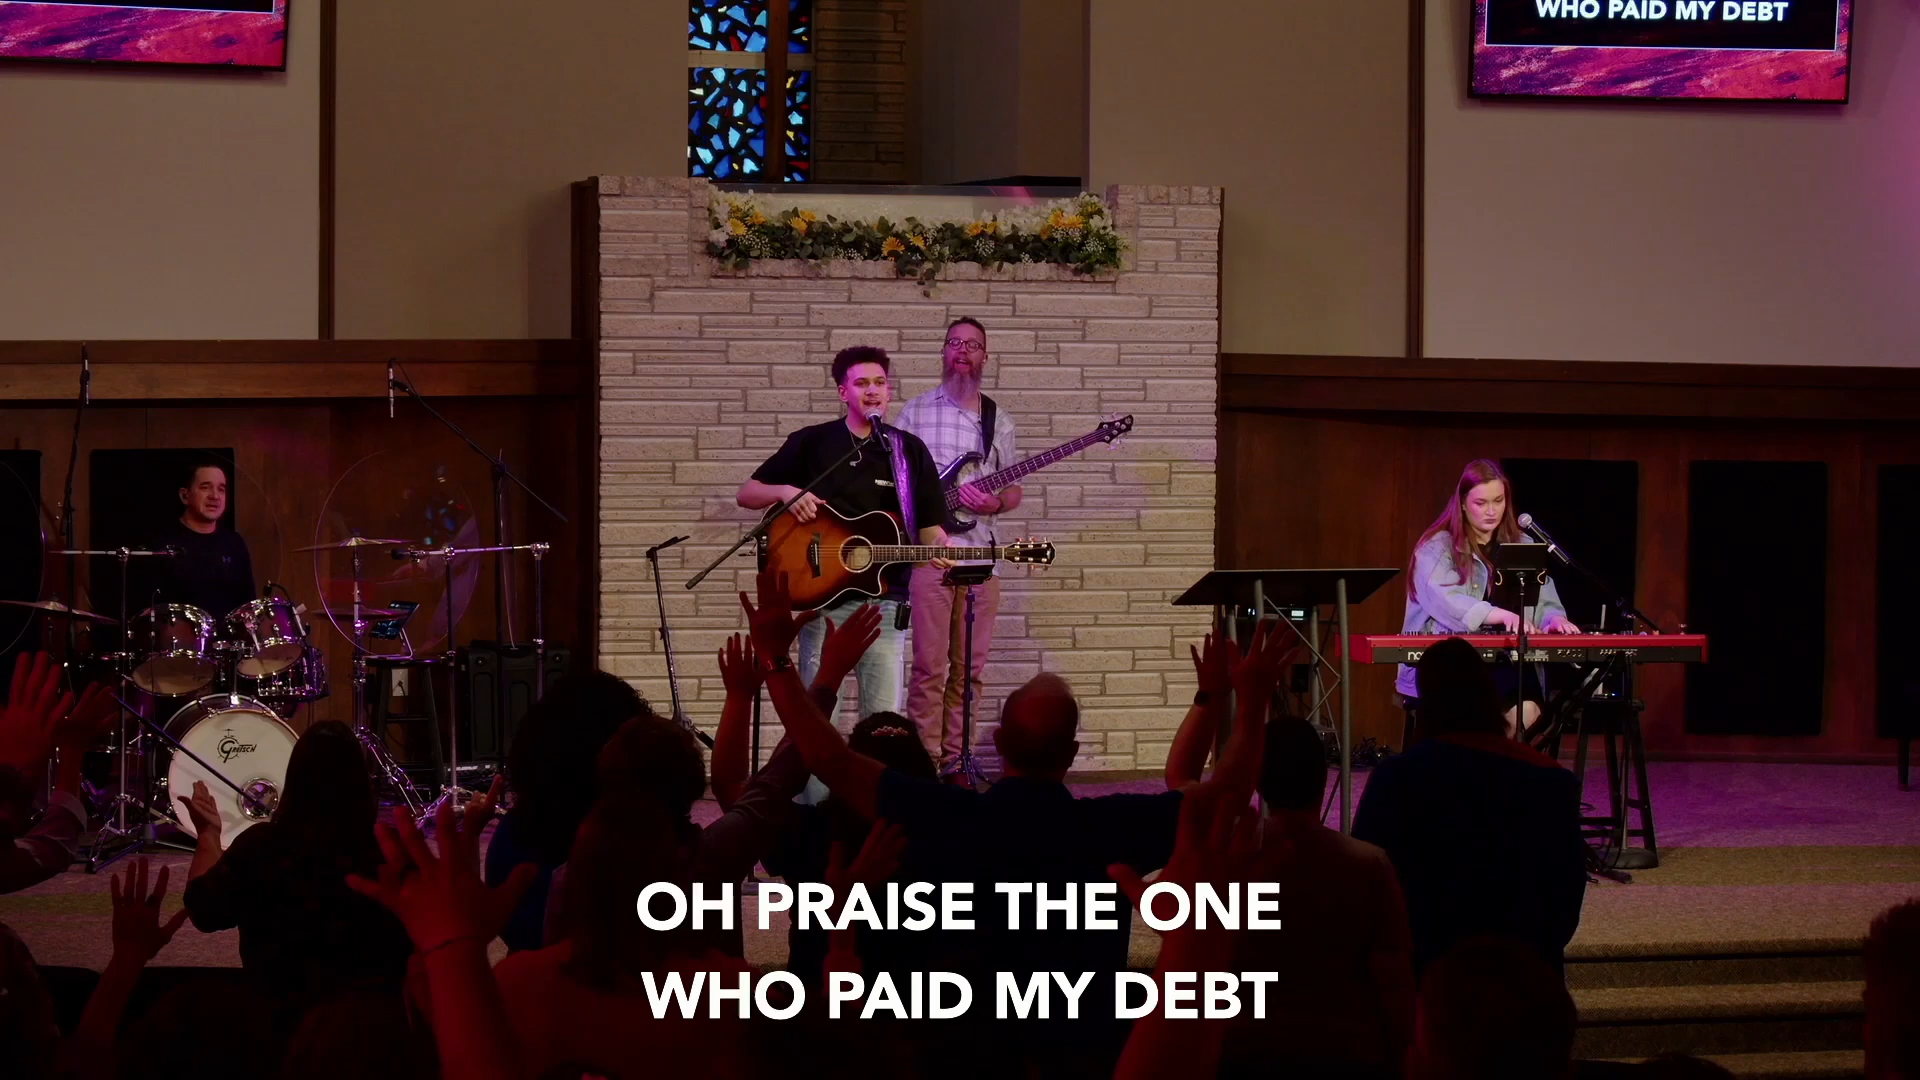 WHO PAID MY DEBT
GRETSCH
OH PRAISE THE ONE
WHO PAID MY DEBT